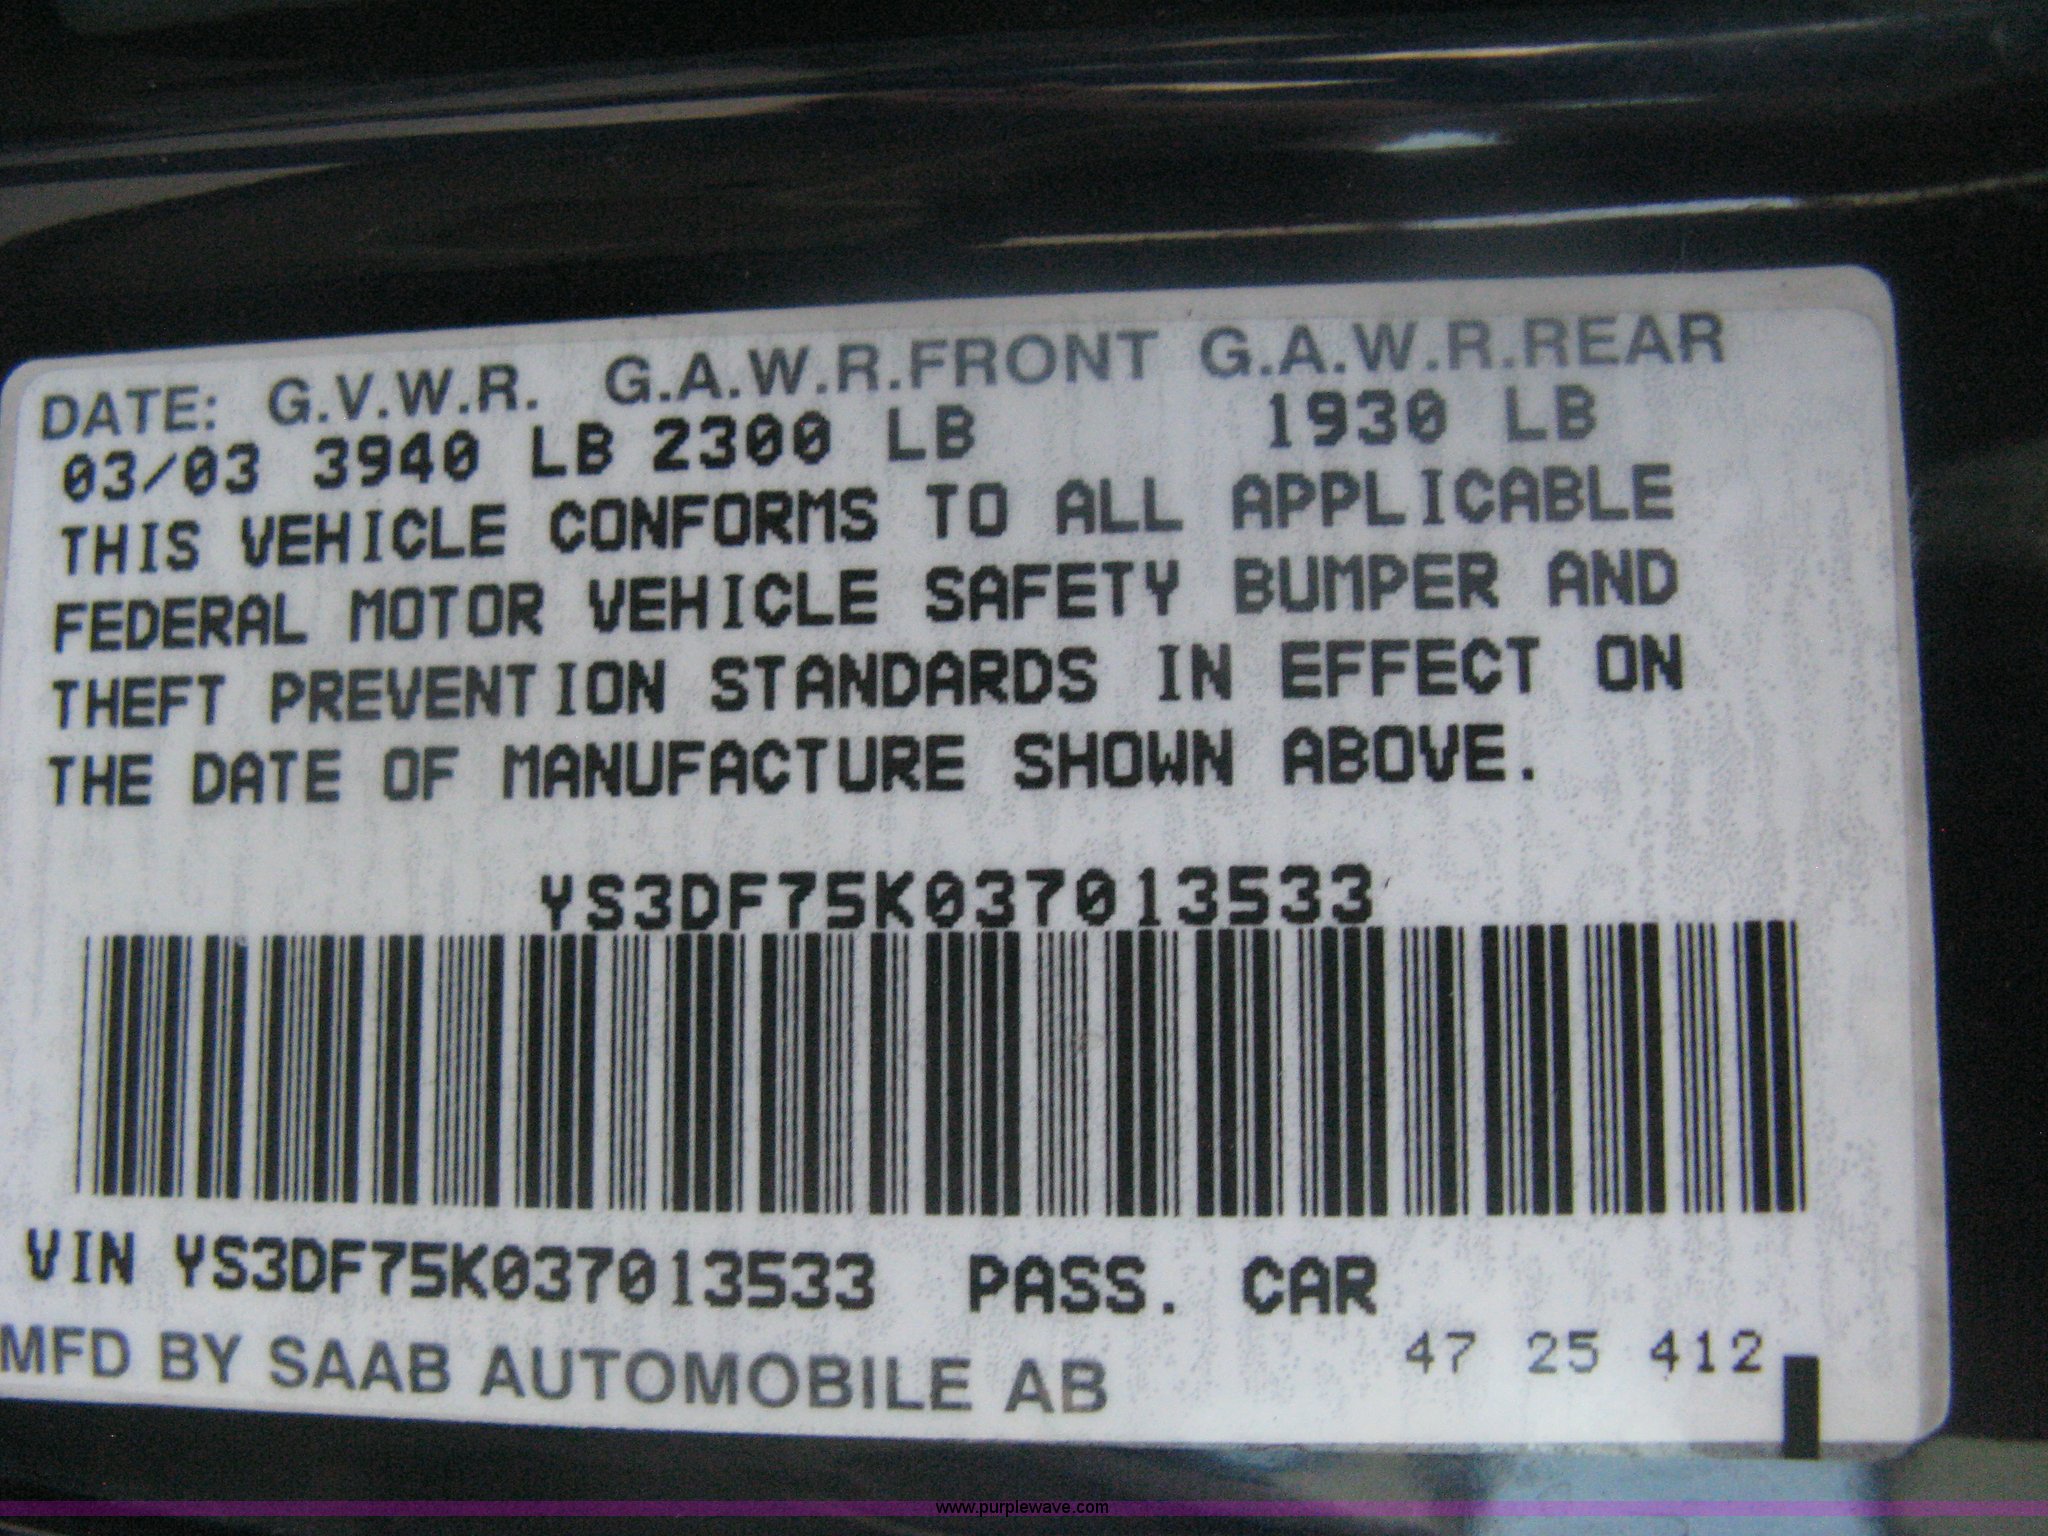 DATE: G.V.W.R. G.A.W.R.FRONT G.A.W.R.REAR
03/03 3940 LB 2300 LB 1930 LB
THIS VEHICLE CONFORMS TO ALL APPLICABLE
FEDERAL MOTOR VEHICLE SAFETY BUMPER AND
THEFT PREVENTION STANDARDS IN EFFECT ON
THE DATE OF MANUFACTURE SHOWN ABOVE.
YS3DF75K037013533
VIN YS3DF75K037013533 PASS. CAR
MFD BY SAAB AUTOMOBILE AB 47 25 412
www.purplewave.com